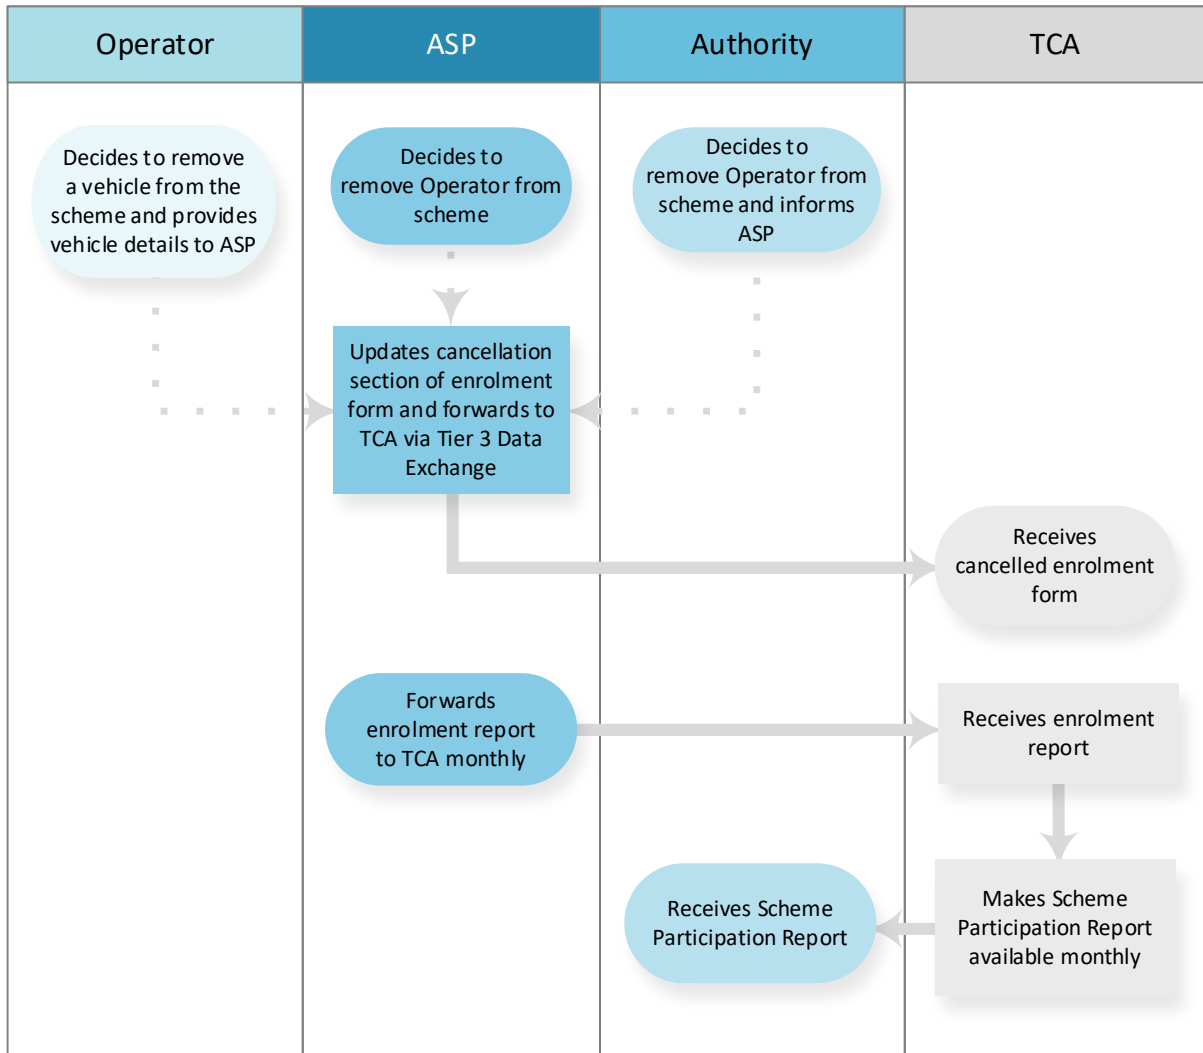 Operator
ASP
Authority
TCA
Decides to remove
a vehicle from the
scheme and provides
vehicle details to ASP
Decides to
remove Operator from
scheme
Decides to
remove Operator from
scheme and informs
ASP
Updates cancellation
section of enrolment
form and forwards to
TCA via Tier 3 Data
Exchange
Receives
cancelled enrolment
form
Forwards
enrolment report
to TCA monthly
Receives enrolment
report
Receives Scheme
Participation Report
Makes Scheme
Participation Report
available monthly